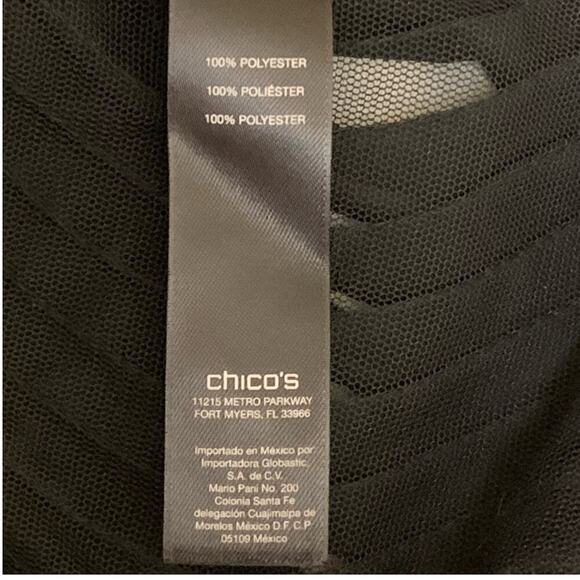 100% POLYESTER
100% POLIÉSTER
100% POLYESTER
chico's
11215 METRO PARKWAY
FORT MYERS, FL 33966
Importado en México por
Importadora Globastic,
S.A. de C.V.
Mario Pani No. 200
Colonia Santa Fe
delegación Cuajimalpa de
Morelos México D.F. C.P
05109 México